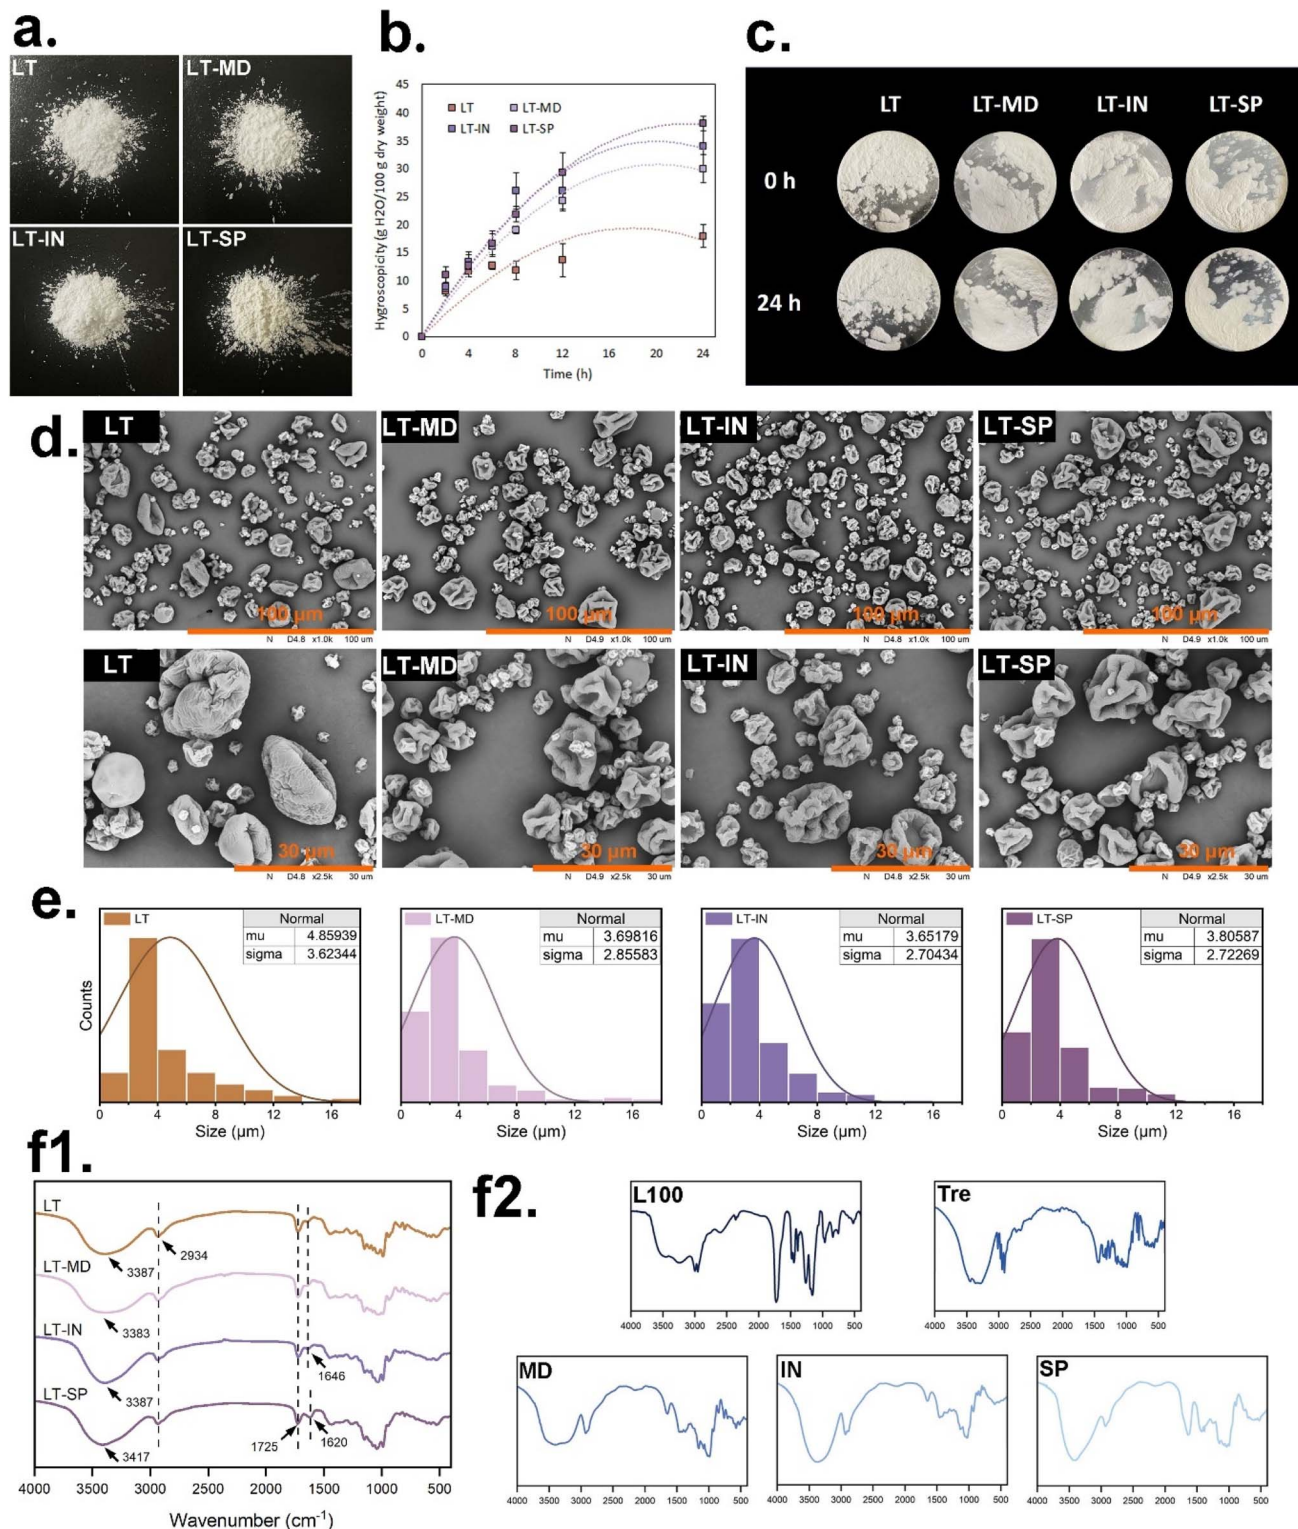 a.
LT
LT-MD
LT-IN
LT-SP
b.
Hygroscopicity (g H2O/100 g dry weight)
45
40
35
30
25
20
15
10
5
0
LT
LT-MD
LT-IN
LT-SP
0 4 8 12 16 20 24
Time (h)
c.
LT LT-MD LT-IN LT-SP
0 h
24 h
d.
LT
LT-MD
LT-IN
LT-SP
100 μm
100 μm
100 μm
100 μm
N D4.8 x1.0k 100 um
N D4.9 x1.0k 100 um
N D4.8 x1.0k 100 um
N D4.9 x1.0k 100 um
LT
LT-MD
LT-IN
LT-SP
30 μm
30 μm
30 μm
30 μm
N D4.8 x2.5k 30 um
N D4.9 x2.5k 30 um
N D4.8 x2.5k 30 um
N D4.9 x2.5k 30 um
e.
Counts
LT
Normal
mu 4.85939
sigma 3.62344
0 4 8 12 16
Size (μm)
LT-MD
Normal
mu 3.69816
sigma 2.85583
0 4 8 12 16
Size (μm)
LT-IN
Normal
mu 3.65179
sigma 2.70434
0 4 8 12 16
Size (μm)
LT-SP
Normal
mu 3.80587
sigma 2.72269
0 4 8 12 16
Size (μm)
f1.
LT
2934
3387
LT-MD
3383
LT-IN
1646
3387
LT-SP
1725
1620
3417
4000 3500 3000 2500 2000 1500 1000 500
Wavenumber (cm⁻¹)
f2.
L100
4000 3500 3000 2500 2000 1500 1000 500
Tre
4000 3500 3000 2500 2000 1500 1000 500
MD
4000 3500 3000 2500 2000 1500 1000 500
IN
4000 3500 3000 2500 2000 1500 1000 500
SP
4000 3500 3000 2500 2000 1500 1000 500